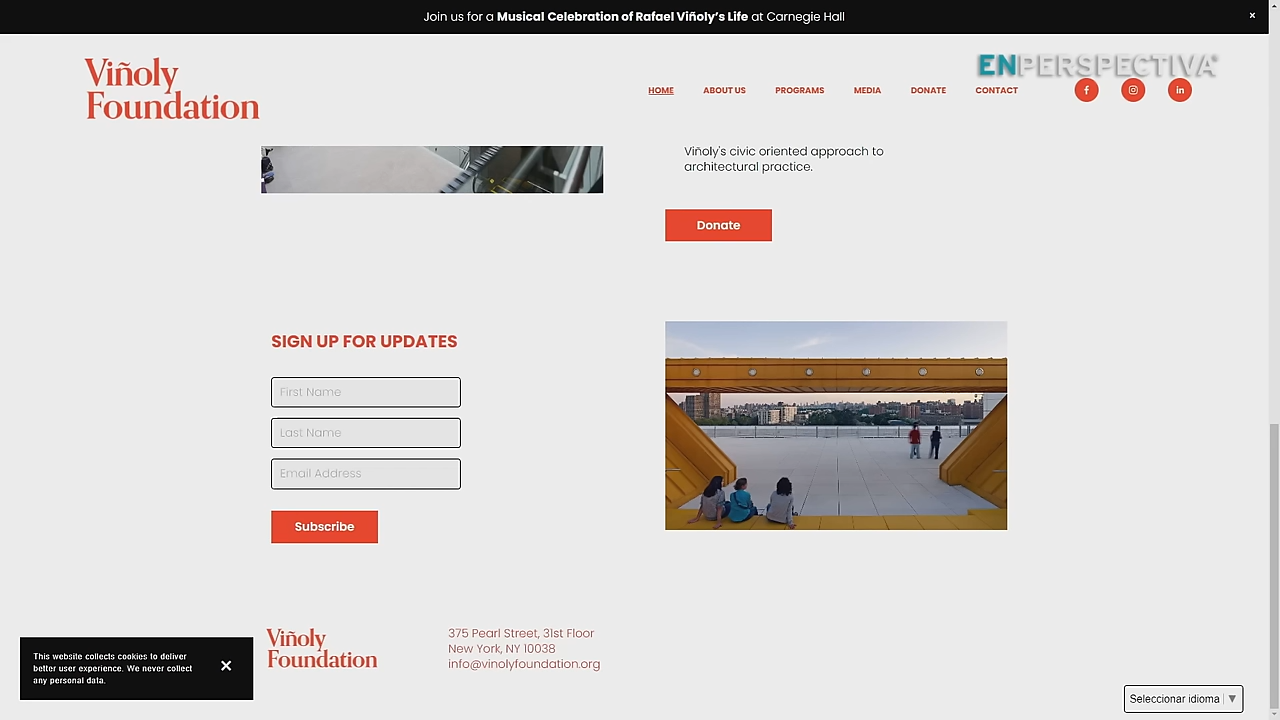 Join us for a Musical Celebration of Rafael Viñoly's Life at Carnegie Hall
×
Viñoly
Foundation
ENPERSPECTIVA
HOME
ABOUT US
PROGRAMS
MEDIA
DONATE
CONTACT
f
in
Viñoly's civic oriented approach to
architectural practice.
Donate
SIGN UP FOR UPDATES
First Name
Last Name
Email Address
Subscribe
Viñoly
Foundation
375 Pearl Street, 31st Floor
New York, NY 10038
info@vinolyfoundation.org
This website collects cookies to deliver
better user experience. We never collect
any personal data.
×
Seleccionar idioma ▼